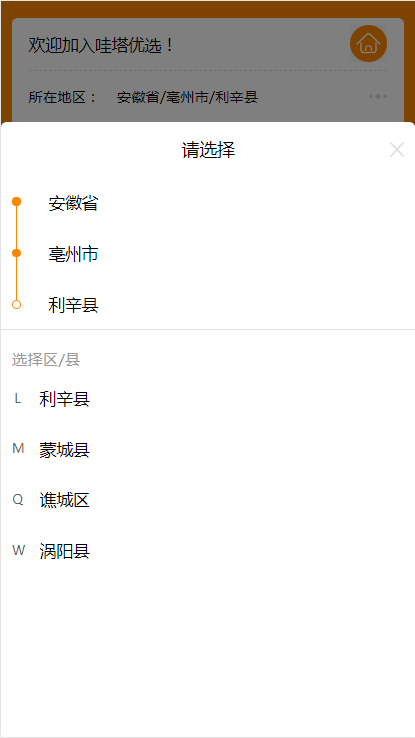 欢迎加入哇塔优选！
所在地区： 安徽省/亳州市/利辛县
请选择
安徽省
亳州市
利辛县
选择区/县
L 利辛县
M 蒙城县
Q 谯城区
W 涡阳县